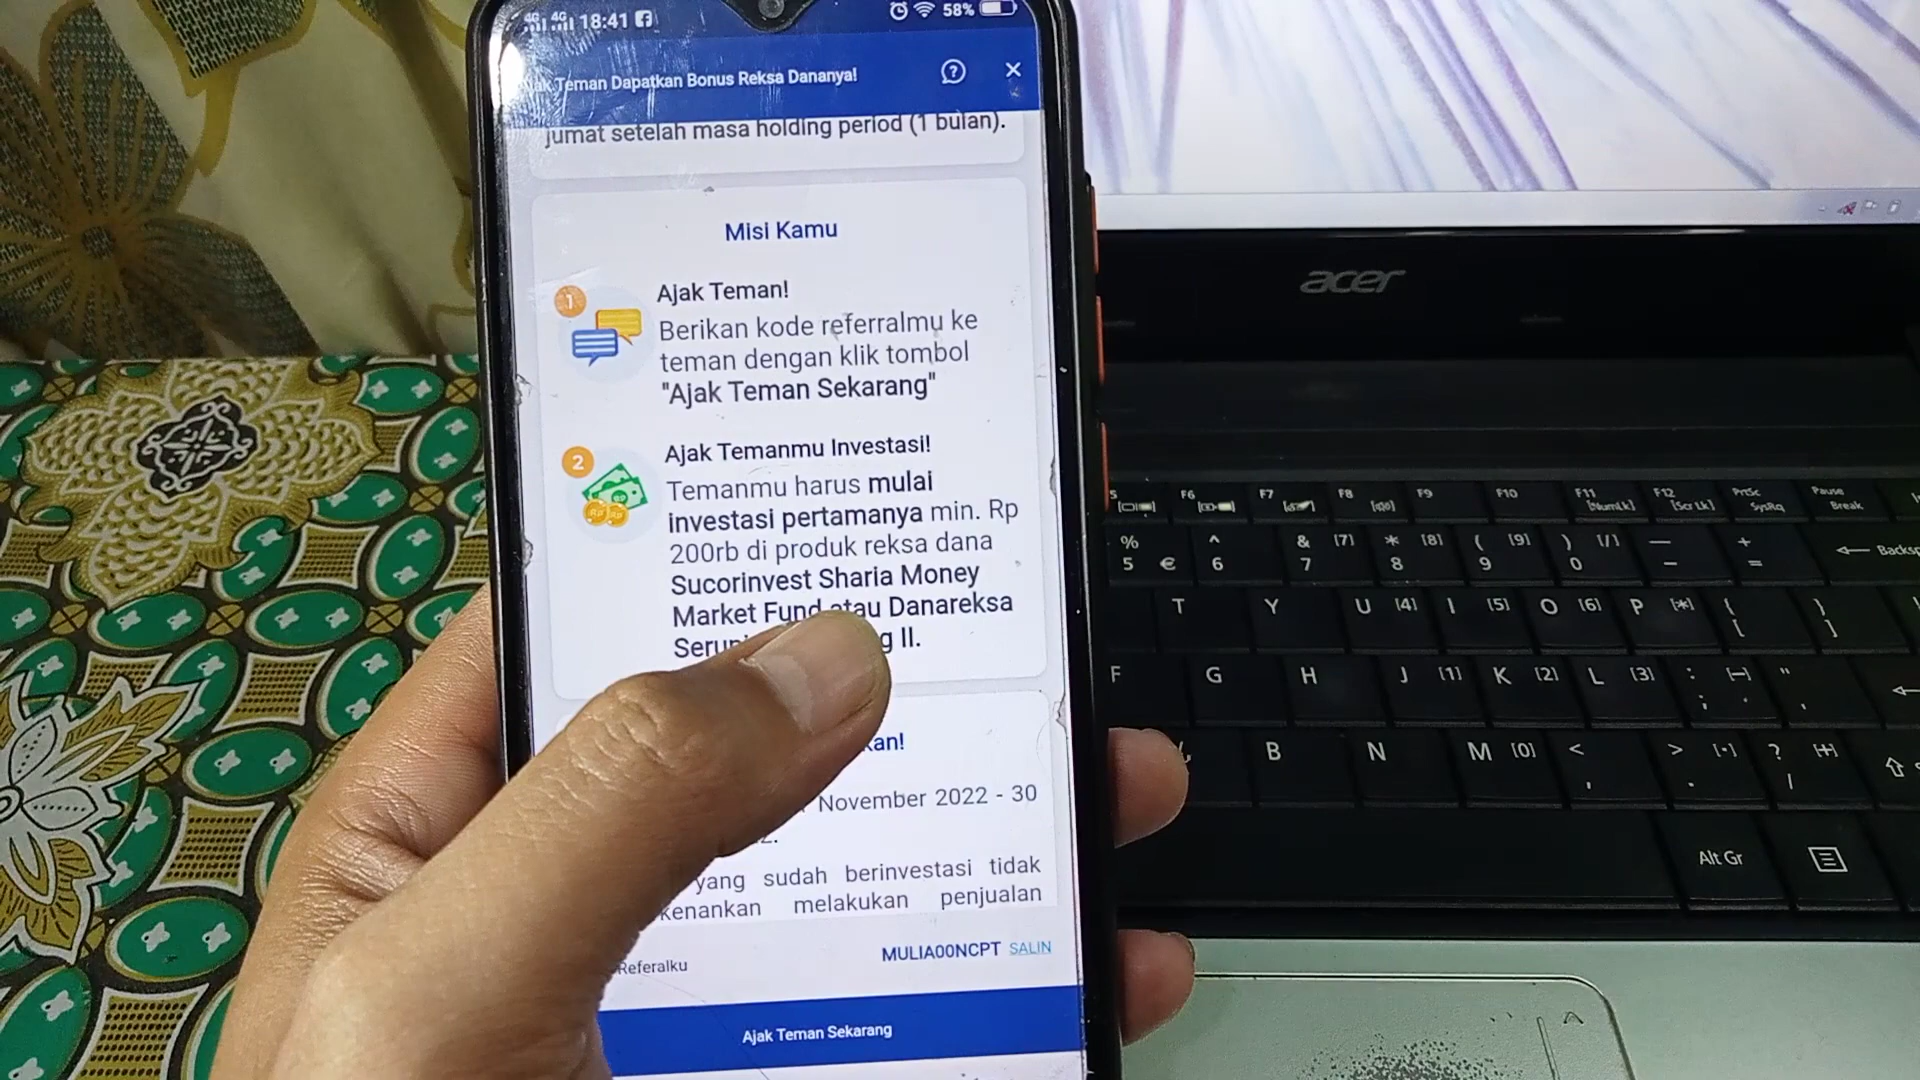 4G 4G 18:41 58%
Teman Dapatkan Bonus Reksa Dananya! ? ×
jumat setelah masa holding period (1 bulan).
Misi Kamu
1 Ajak Teman!
Berikan kode referralmu ke
teman dengan klik tombol
"Ajak Teman Sekarang"
2 Ajak Temanmu Investasi!
Temanmu harus mulai
investasi pertamanya min. Rp
200rb di produk reksa dana
Sucorinvest Sharia Money
Market Fund atau Danareksa
II.
November 2022 - 30
yang sudah berinvestasi tidak
melakukan penjualan
Referalku MULIA00NCPT SALIN
Ajak Teman Sekarang
acer
F6 F7 F8 F9 F10 F11 [NumLk] F12 [Scr Lk] PrtSc SysRq Pause Break
% 5 € ^ 6 & 7 [7] * 8 [8] ( 9 [9] ) 0 [/] — - + =
T Y U [4] I [5] O [6] P [*] { [ } ]
F G H J [1] K [2] L [3] : ; [—] " '
B N M [0] < , > . [.] ? / [+]
Alt Gr